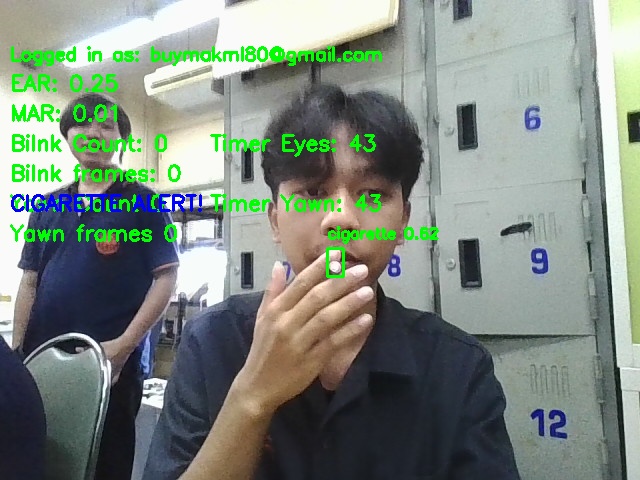 Logged in as: buymakml80@gmail.com
EAR: 0.25
MAR: 0.01
Bilnk Count: 0 Timer Eyes: 43
Bilnk frames: 0
CIGARETTE ALERT! Timer Yawn: 43
Yawn frames 0
cigarette 0.62
6
7
8
9
12